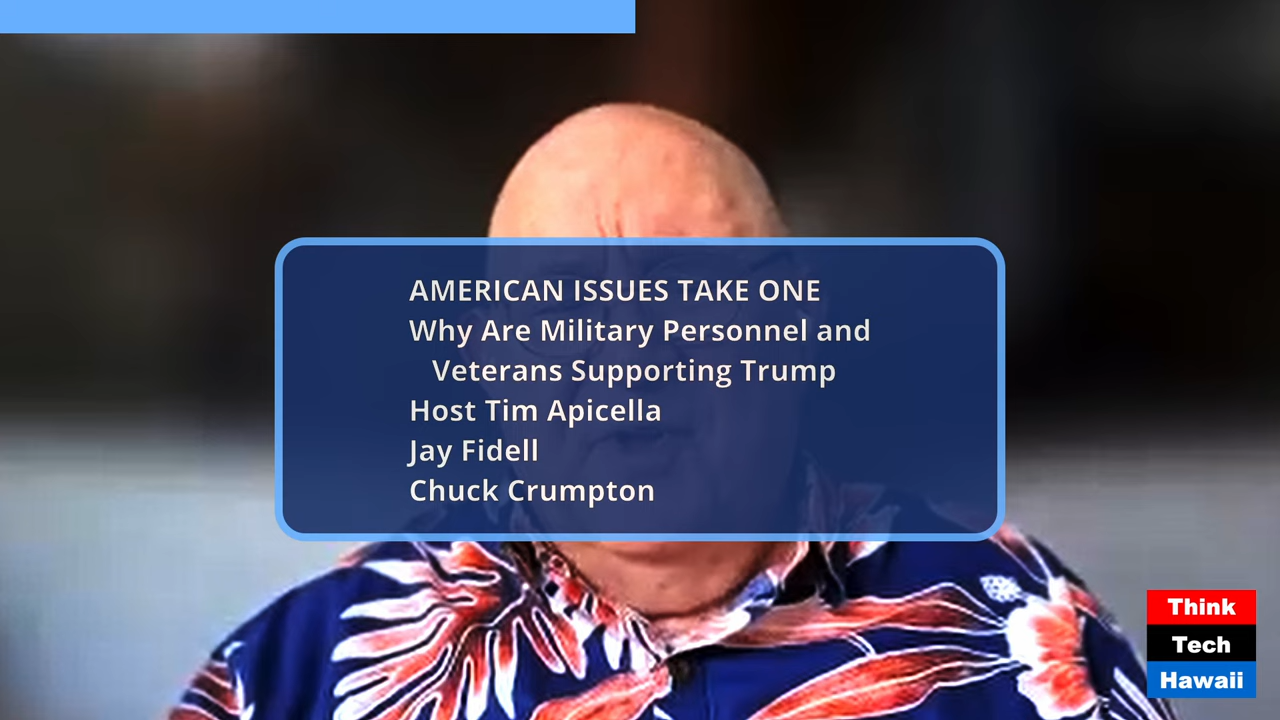 AMERICAN ISSUES TAKE ONE
Why Are Military Personnel and
Veterans Supporting Trump
Host Tim Apicella
Jay Fidell
Chuck Crumpton
Think
Tech
Hawaii